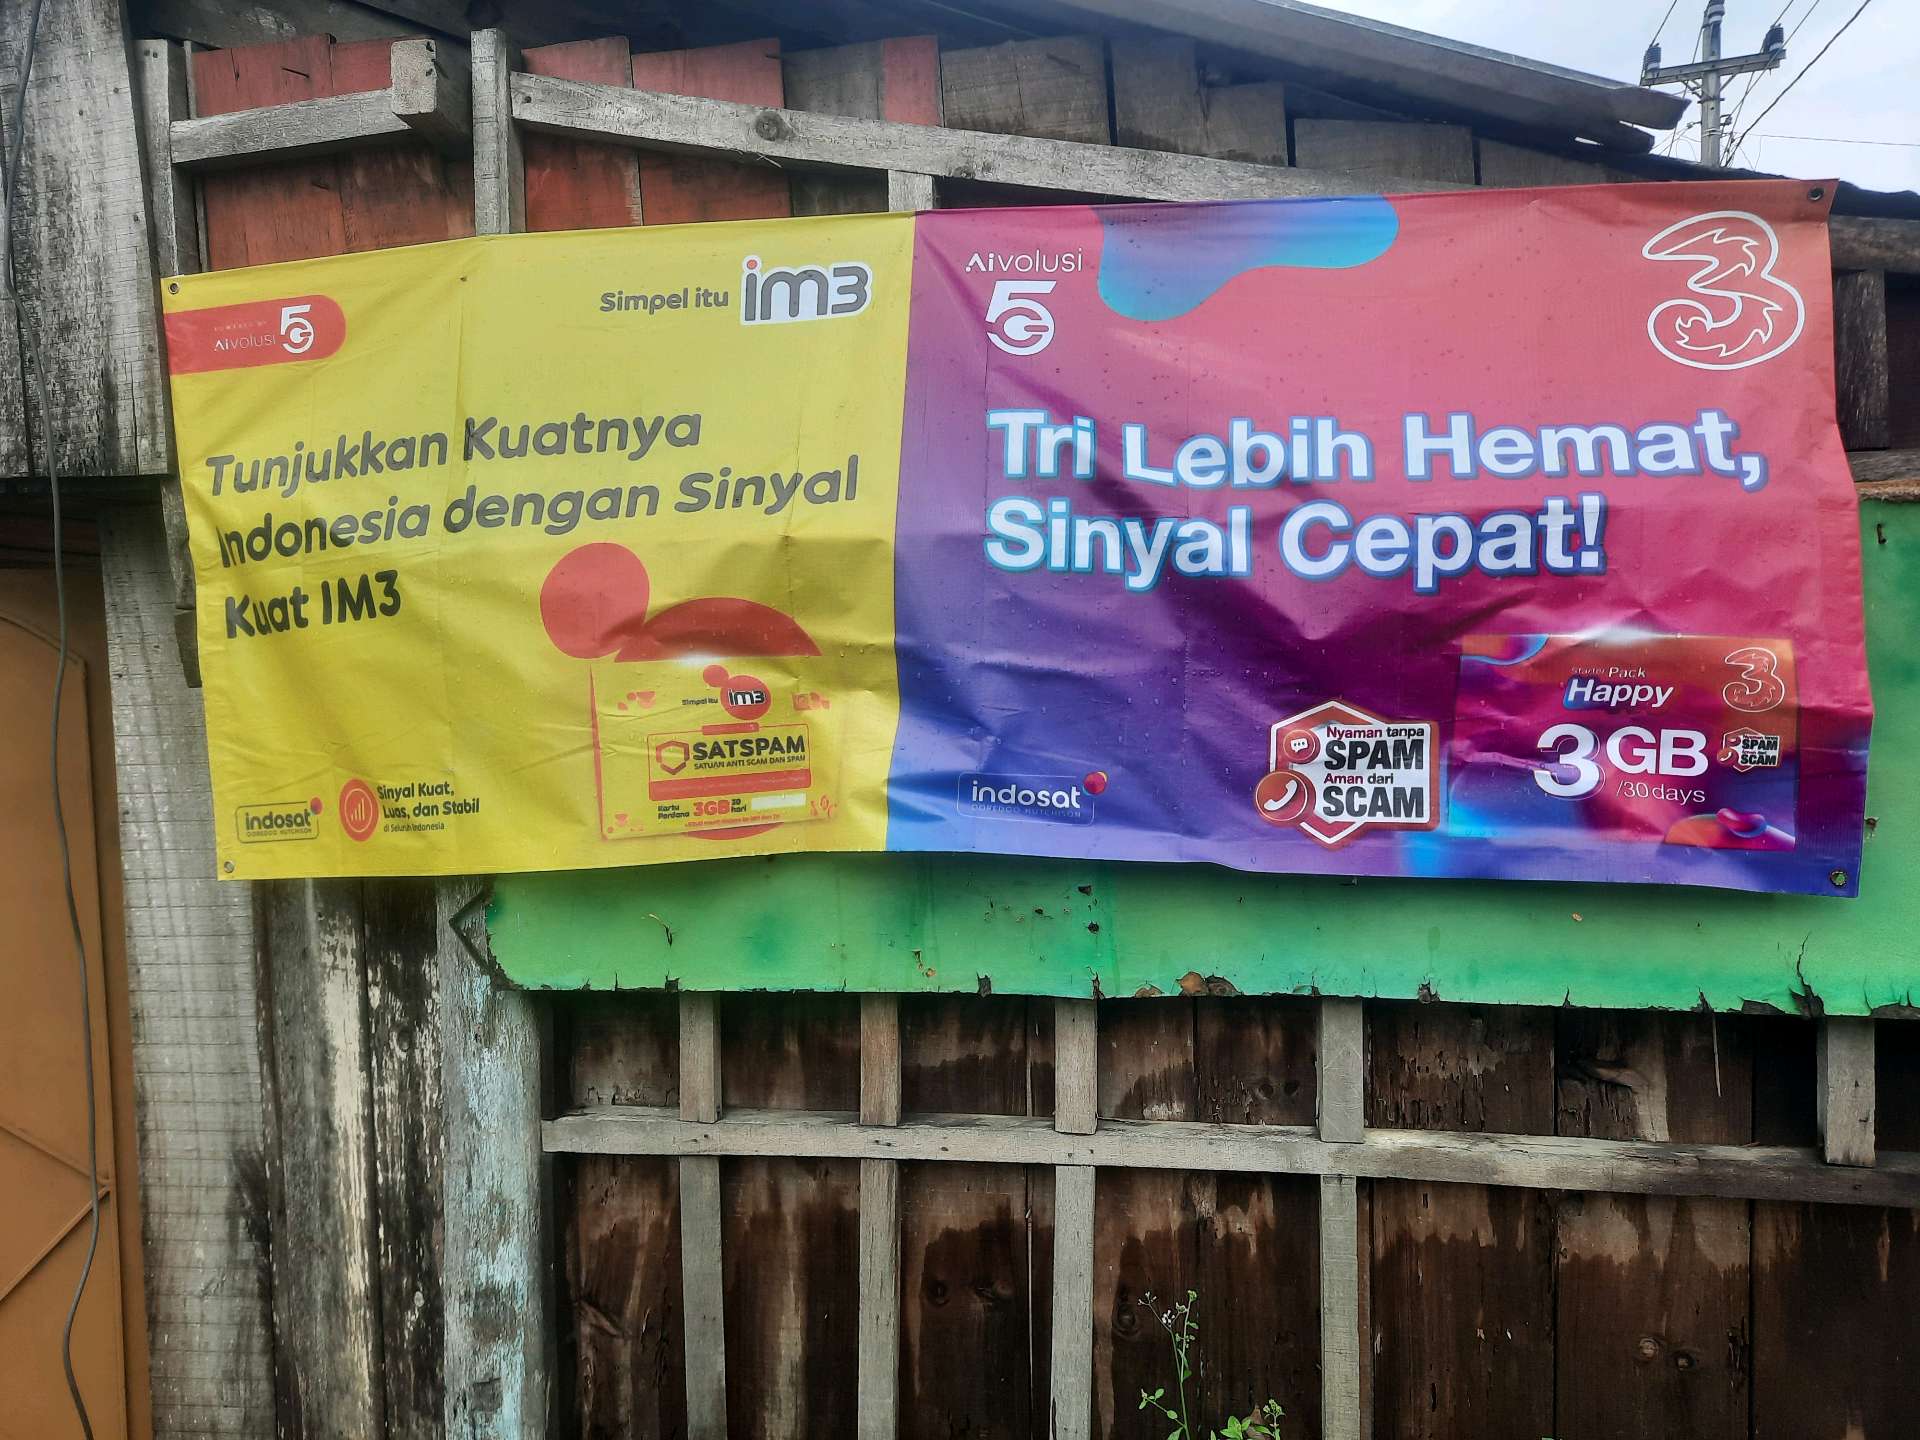 POWERED BY
AIVOLUSI 5G
Simpel itu im3
Tunjukkan Kuatnya
Indonesia dengan Sinyal
Kuat IM3
Simpel itu im3
SATSPAM
SATUAN ANTI SCAM DAN SPAM
Kartu
Perdana 3GB 30
hari
indosat
OOREDOO HUTCHISON
Sinyal Kuat,
Luas, dan Stabil
di Seluruh Indonesia
AIVOLUSI
5G
3
Tri Lebih Hemat,
Sinyal Cepat!
indosat
OOREDOO HUTCHISON
Nyaman tanpa
SPAM
Aman dari
SCAM
Starter Pack
Happy
3
3GB
/30days
SPAM
SCAM